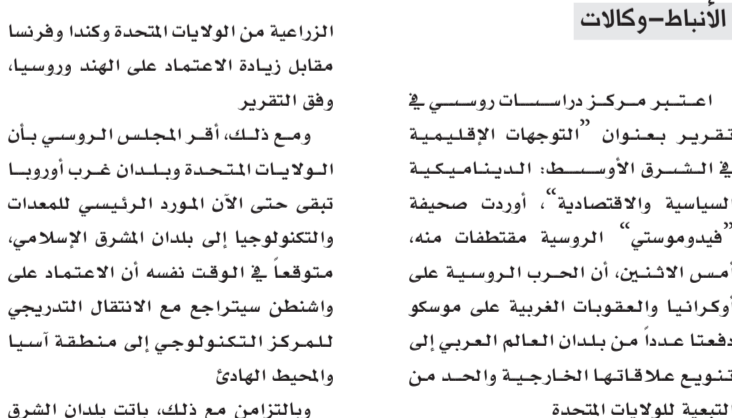 الأنباط-وكالات
اعتبر مركز دراسات روسي في
تقرير بعنوان ”التوجهات الإقليمية
في الشرق الأوسط: الديناميكية
السياسية والاقتصادية“، أوردت صحيفة
”فيدوموستي“ الروسية مقتطفات منه،
أمس الاثنين، أن الحرب الروسية على
أوكرانيا والعقوبات الغربية على موسكو
دفعتا عدداً من بلدان العالم العربي إلى
تنويع علاقاتها الخارجية والحد من
التبعية للولايات المتحدة
الزراعية من الولايات المتحدة وكندا وفرنسا
مقابل زيادة الاعتماد على الهند وروسيا،
وفق التقرير
ومع ذلك، أقر المجلس الروسي بأن
الولايات المتحدة وبلدان غرب أوروبا
تبقى حتى الآن المورد الرئيسي للمعدات
والتكنولوجيا إلى بلدان المشرق الإسلامي،
متوقعاً في الوقت نفسه أن الاعتماد على
واشنطن سيتراجع مع الانتقال التدريجي
للمركز التكنولوجي إلى منطقة آسيا
والمحيط الهادئ
وبالتزامن مع ذلك، باتت بلدان الشرق